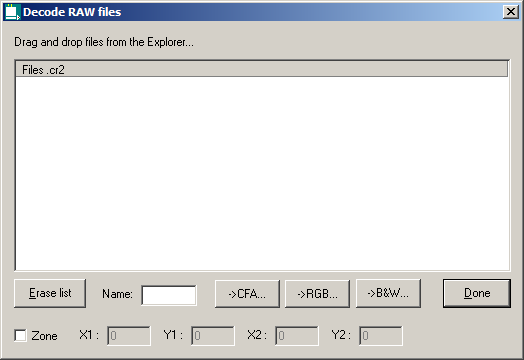 Decode RAW files
Drag and drop files from the Explorer...
Files .cr2
Erase list Name: ->CFA... ->RGB... ->B&W... Done
Zone X1 : 0 Y1 : 0 X2 : 0 Y2 : 0